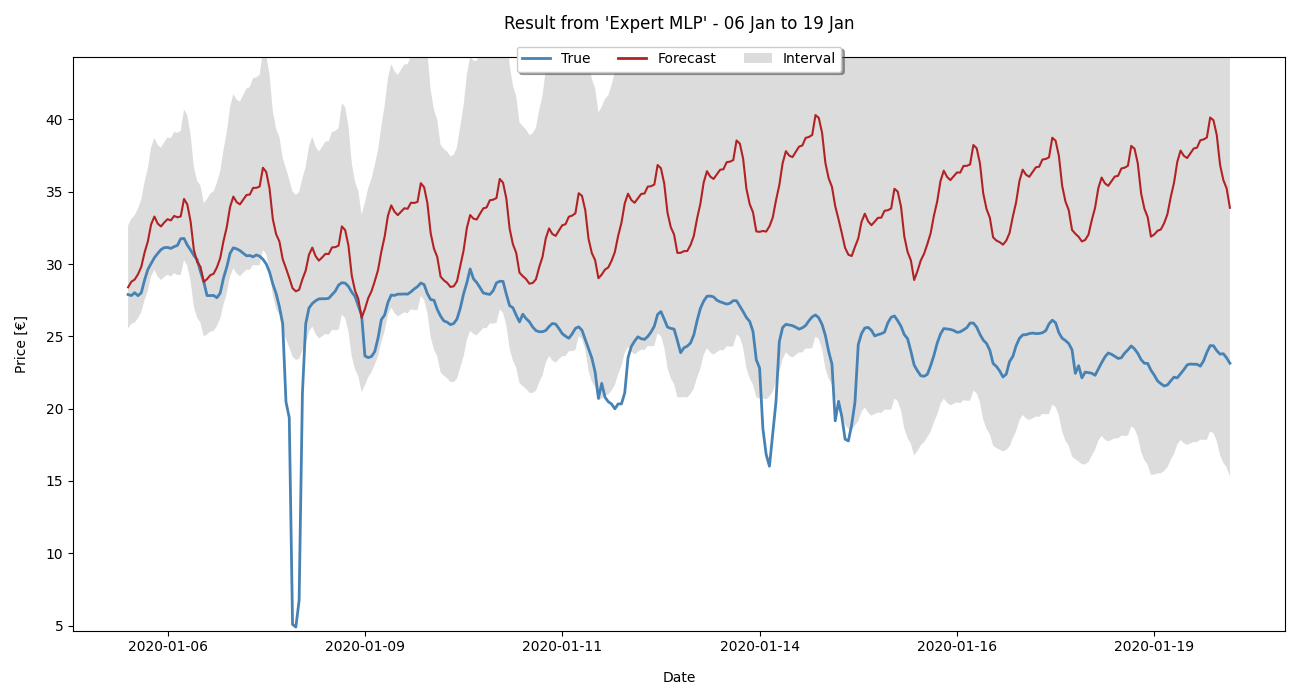 Result from 'Expert MLP' - 06 Jan to 19 Jan
True Forecast Interval
40
35
30
25
20
15
10
5
Price [€]
2020-01-06 2020-01-09 2020-01-11 2020-01-14 2020-01-16 2020-01-19
Date